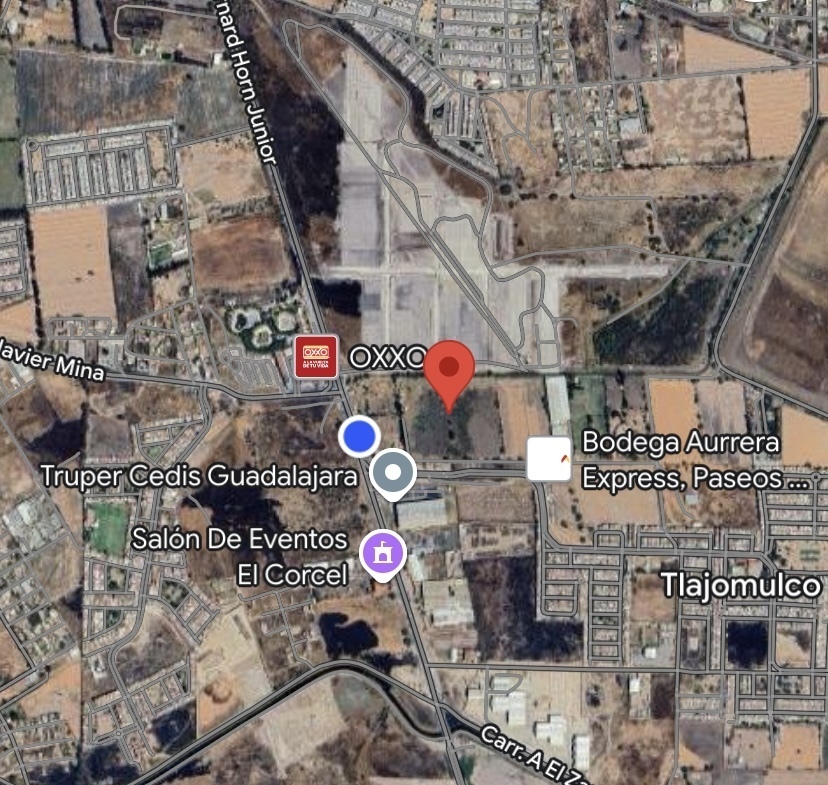 nard Horn Junior
OXXO
OXXO
Javier Mina
Bodega Aurrera
Express, Paseos ...
Truper Cedis Guadalajara
Salón De Eventos
El Corcel
Tlajomulco
Carr. A El Za